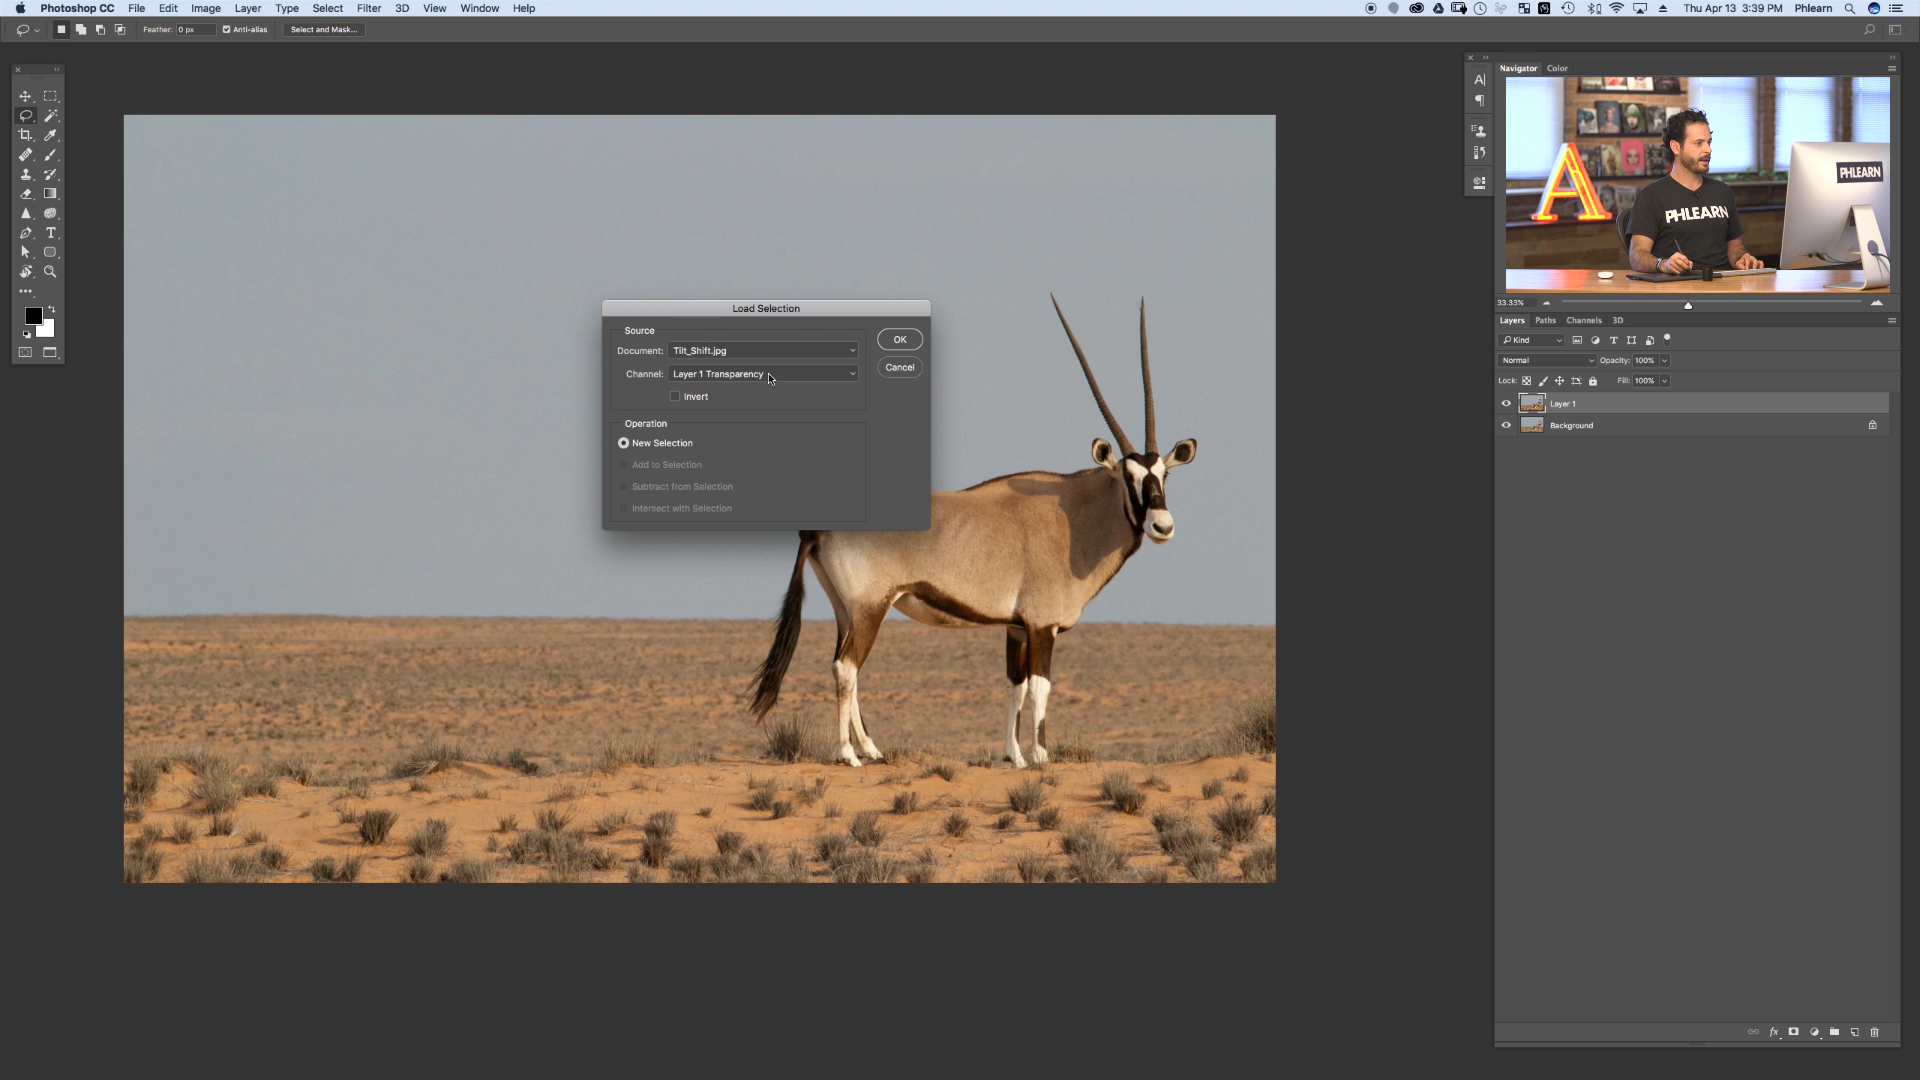 Photoshop CC File Edit Image Layer Type Select Filter 3D View Window Help Thu Apr 13 3:39 PM Phlearn
Feather: 0 px Anti-alias Select and Mask...
Navigator Color
PHLEARN
PHLEARN
A
33.33%
Layers Paths Channels 3D
Kind
Normal Opacity: 100%
Lock: Fill: 100%
Layer 1
Background
Load Selection
Source
Document: Tilt_Shift.jpg
Channel: Layer 1 Transparency
Invert
OK
Cancel
Operation
New Selection
Add to Selection
Subtract from Selection
Intersect with Selection